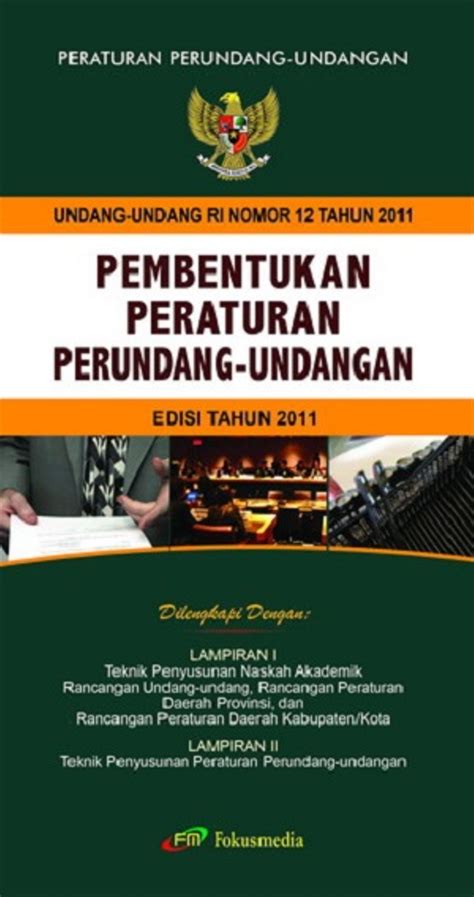 PERATURAN PERUNDANG-UNDANGAN
UNDANG-UNDANG RI NOMOR 12 TAHUN 2011
PEMBENTUKAN
PERATURAN
PERUNDANG-UNDANGAN
EDISI TAHUN 2011
Dilengkapi Dengan:
LAMPIRAN I
Teknik Penyusunan Naskah Akademik
Rancangan Undang-undang, Rancangan Peraturan
Daerah Provinsi, dan
Rancangan Peraturan Daerah Kabupaten/Kota
LAMPIRAN II
Teknik Penyusunan Peraturan Perundang-undangan
FM Fokusmedia